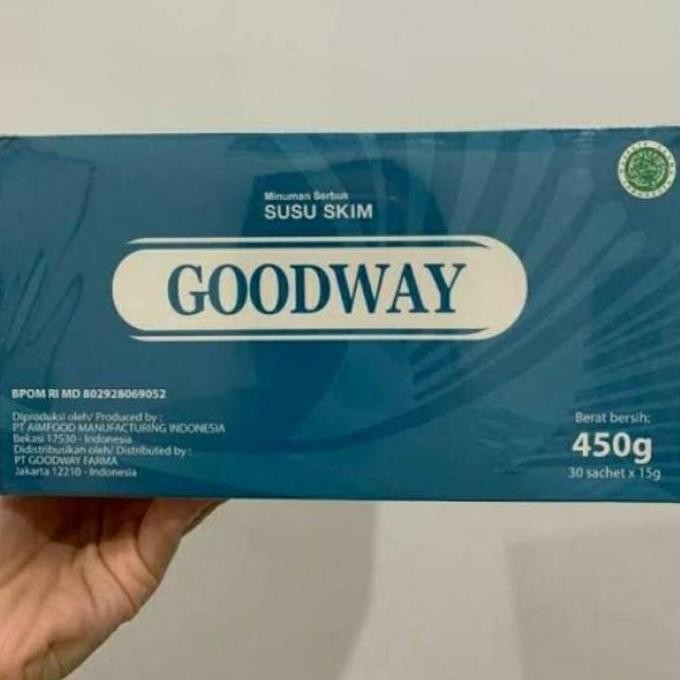 Minuman Serbuk
SUSU SKIM
GOODWAY
BPOM RI MD 802928069052
Diproduksi oleh/ Produced by :
PT AIMFOOD MANUFACTURING INDONESIA
Bekasi 17530 - Indonesia
Didistribusikan oleh/ Distributed by :
PT GOODWAY FARMA
Jakarta 12210 - Indonesia
Berat bersih:
450g
30 sachet x 15g